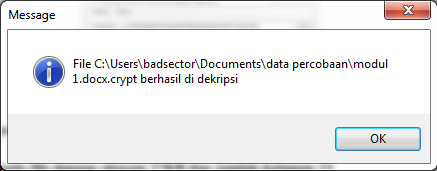 Message
File C:\Users\badsector\Documents\data percobaan\modul
1.docx.crypt berhasil di dekripsi
OK